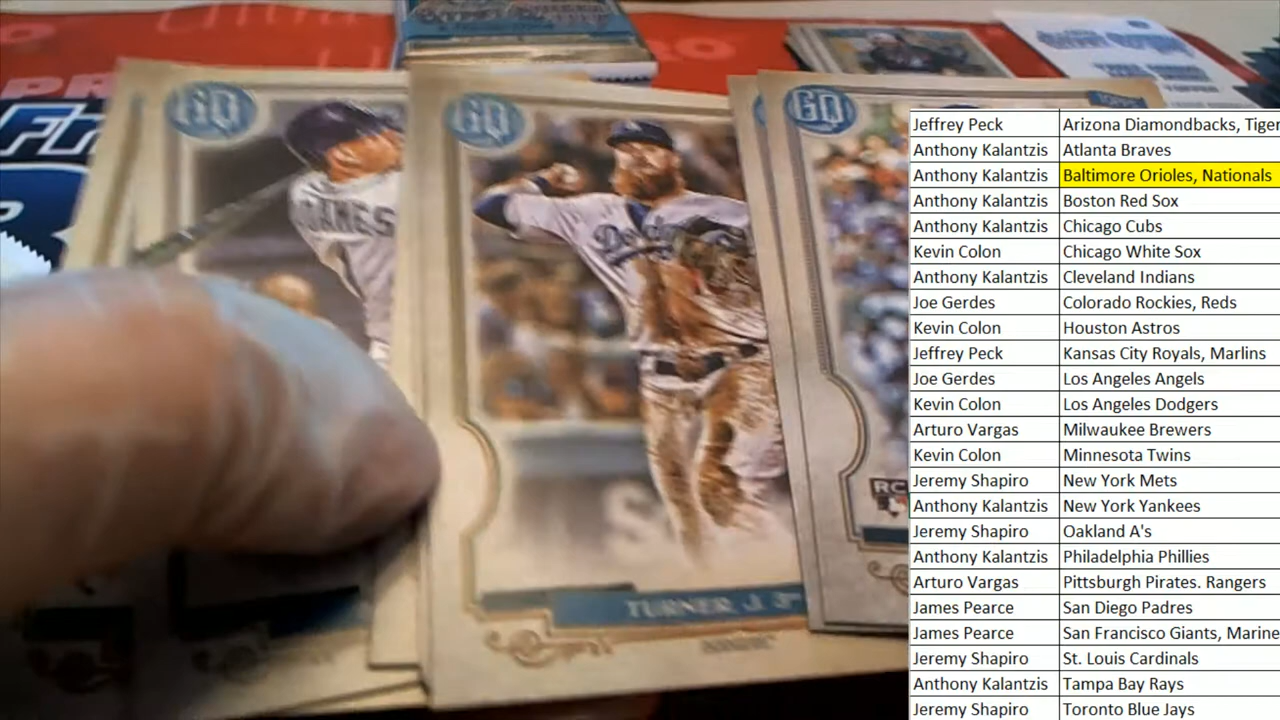 GQ
GQ
GQ
TOPPS
Dodgers
TURNER, J. 3
RC
Jeffrey Peck Arizona Diamondbacks, Tiger
Anthony Kalantzis Atlanta Braves
Anthony Kalantzis Baltimore Orioles, Nationals
Anthony Kalantzis Boston Red Sox
Anthony Kalantzis Chicago Cubs
Kevin Colon Chicago White Sox
Anthony Kalantzis Cleveland Indians
Joe Gerdes Colorado Rockies, Reds
Kevin Colon Houston Astros
Jeffrey Peck Kansas City Royals, Marlins
Joe Gerdes Los Angeles Angels
Kevin Colon Los Angeles Dodgers
Arturo Vargas Milwaukee Brewers
Kevin Colon Minnesota Twins
Jeremy Shapiro New York Mets
Anthony Kalantzis New York Yankees
Jeremy Shapiro Oakland A's
Anthony Kalantzis Philadelphia Phillies
Arturo Vargas Pittsburgh Pirates. Rangers
James Pearce San Diego Padres
James Pearce San Francisco Giants, Marine
Jeremy Shapiro St. Louis Cardinals
Anthony Kalantzis Tampa Bay Rays
Jeremy Shapiro Toronto Blue Jays